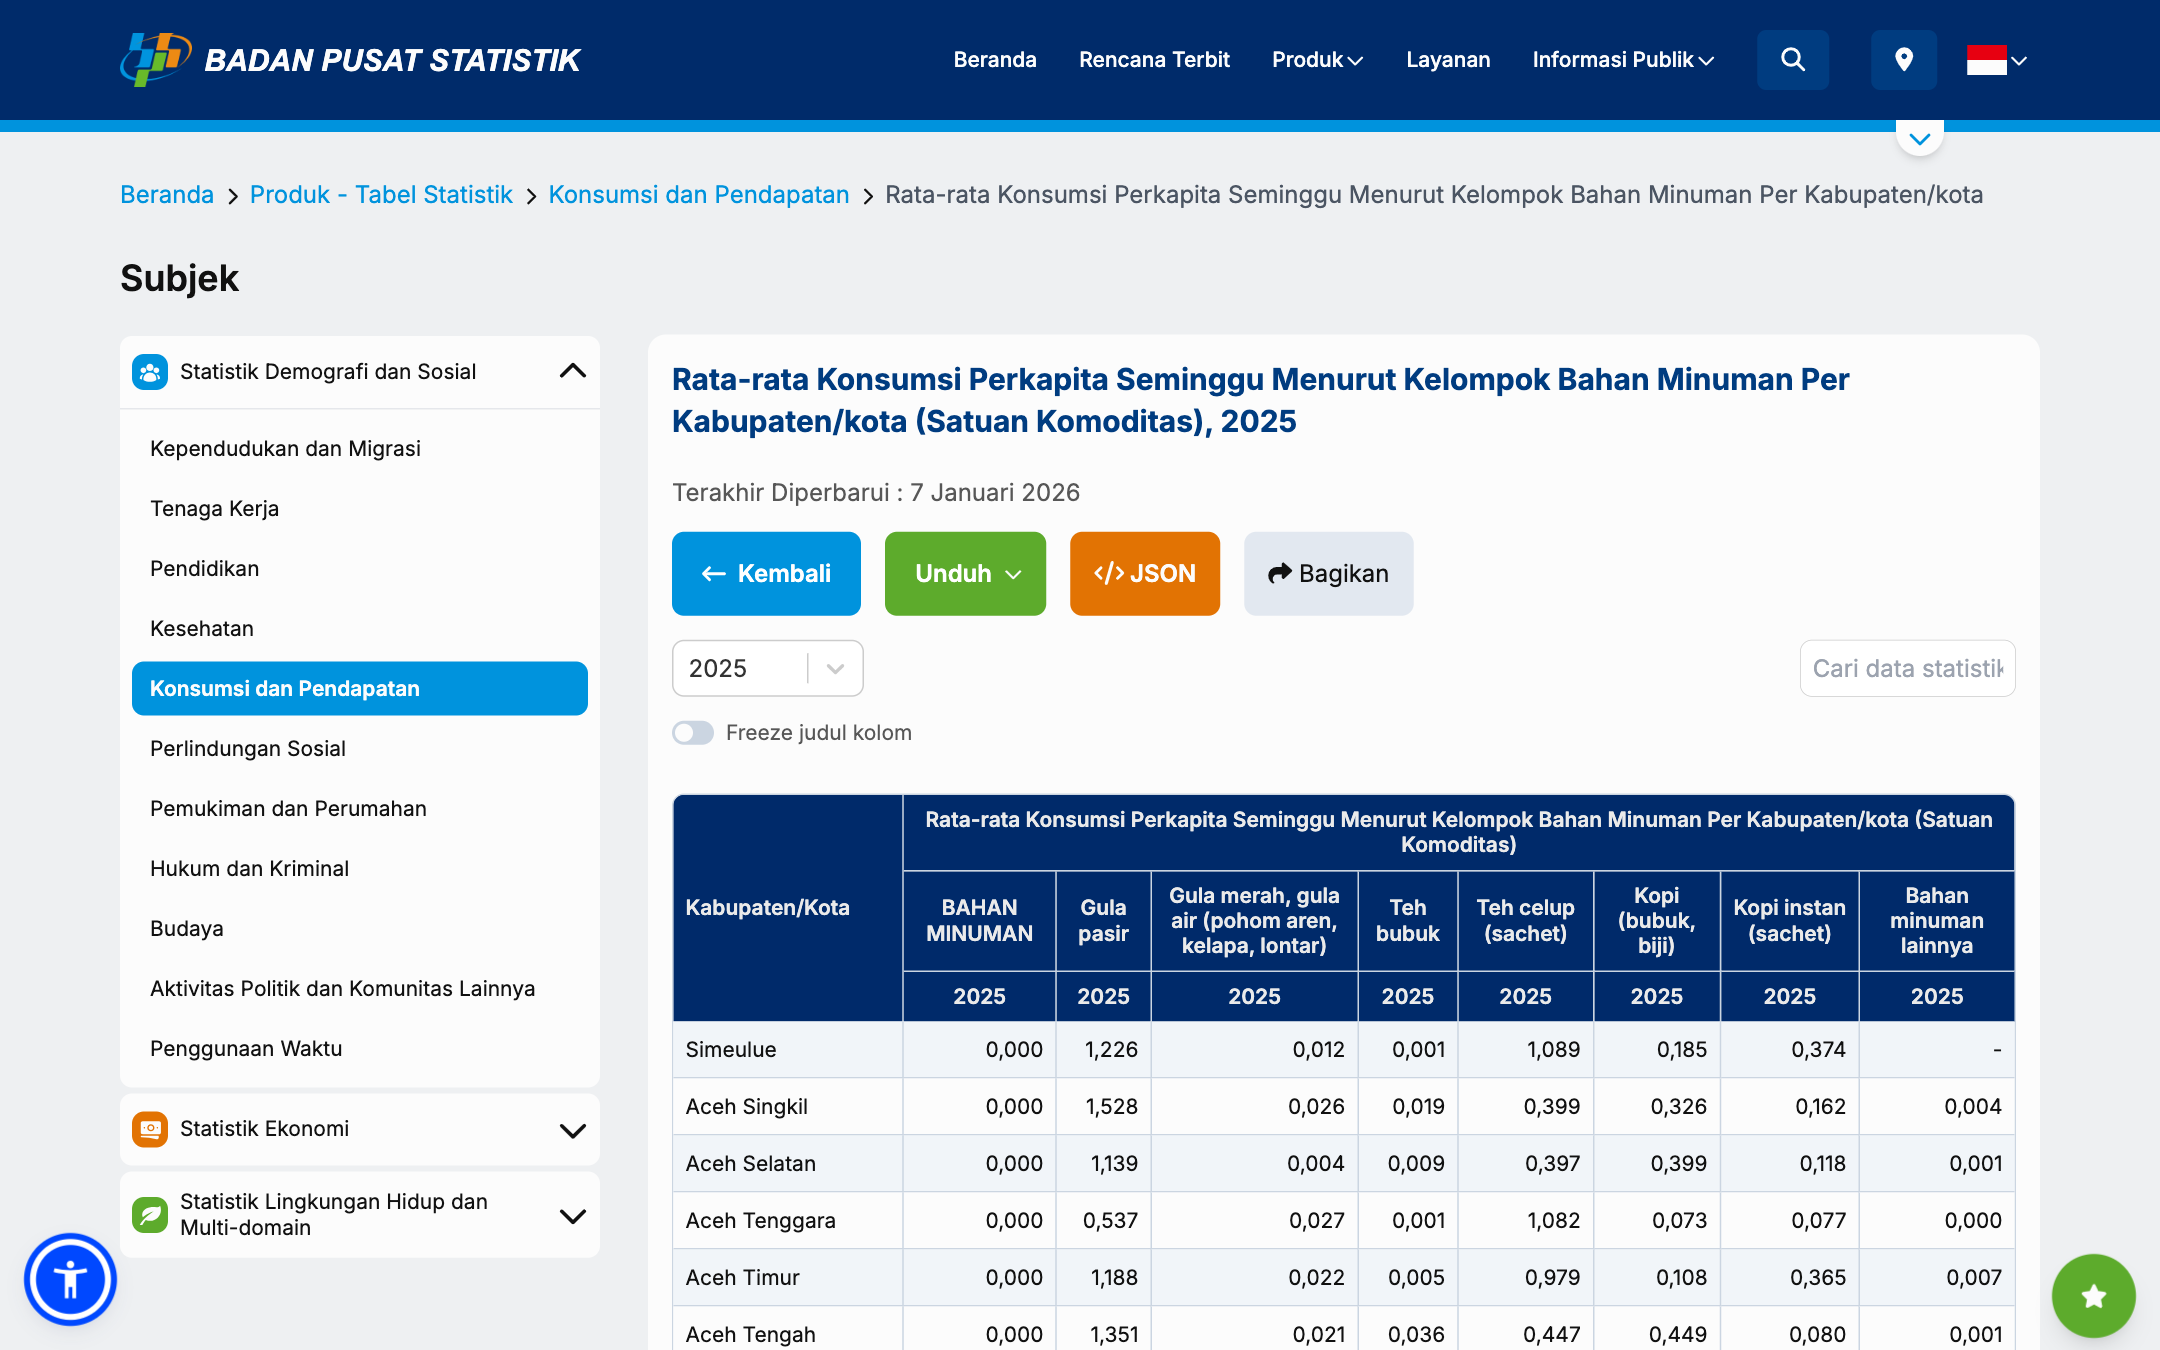 BADAN PUSAT STATISTIK
Beranda
Rencana Terbit
Produk
Layanan
Informasi Publik
Beranda > Produk - Tabel Statistik > Konsumsi dan Pendapatan > Rata-rata Konsumsi Perkapita Seminggu Menurut Kelompok Bahan Minuman Per Kabupaten/kota
Subjek
Statistik Demografi dan Sosial
Kependudukan dan Migrasi
Tenaga Kerja
Pendidikan
Kesehatan
Konsumsi dan Pendapatan
Perlindungan Sosial
Pemukiman dan Perumahan
Hukum dan Kriminal
Budaya
Aktivitas Politik dan Komunitas Lainnya
Penggunaan Waktu
Statistik Ekonomi
Statistik Lingkungan Hidup dan
Multi-domain
Rata-rata Konsumsi Perkapita Seminggu Menurut Kelompok Bahan Minuman Per
Kabupaten/kota (Satuan Komoditas), 2025
Terakhir Diperbarui : 7 Januari 2026
Kembali
Unduh
</> JSON
Bagikan
2025
Cari data statistik
Freeze judul kolom
Kabupaten/Kota
Rata-rata Konsumsi Perkapita Seminggu Menurut Kelompok Bahan Minuman Per Kabupaten/kota (Satuan
Komoditas)
BAHAN
MINUMAN
Gula
pasir
Gula merah, gula
air (pohom aren,
kelapa, lontar)
Teh
bubuk
Teh celup
(sachet)
Kopi
(bubuk,
biji)
Kopi instan
(sachet)
Bahan
minuman
lainnya
2025 2025 2025 2025 2025 2025 2025 2025
Simeulue 0,000 1,226 0,012 0,001 1,089 0,185 0,374 -
Aceh Singkil 0,000 1,528 0,026 0,019 0,399 0,326 0,162 0,004
Aceh Selatan 0,000 1,139 0,004 0,009 0,397 0,399 0,118 0,001
Aceh Tenggara 0,000 0,537 0,027 0,001 1,082 0,073 0,077 0,000
Aceh Timur 0,000 1,188 0,022 0,005 0,979 0,108 0,365 0,007
Aceh Tengah 0,000 1,351 0,021 0,036 0,447 0,449 0,080 0,001